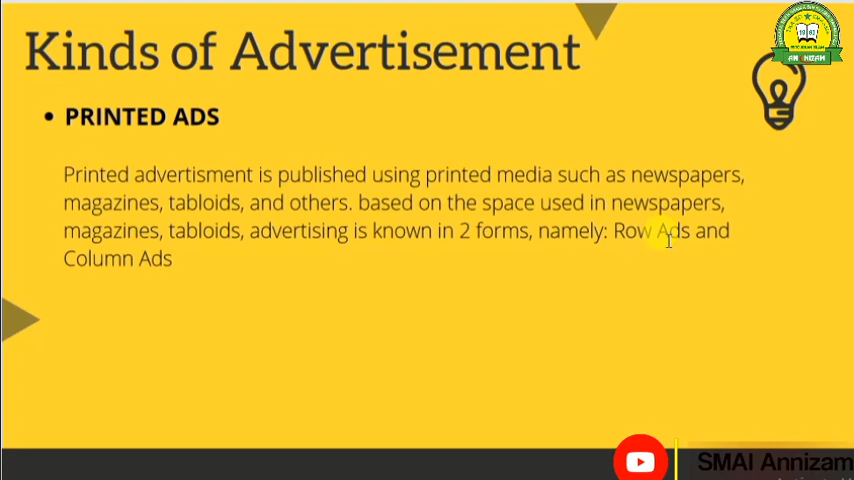 Kinds of Advertisement
• PRINTED ADS
Printed advertisment is published using printed media such as newspapers,
magazines, tabloids, and others. based on the space used in newspapers,
magazines, tabloids, advertising is known in 2 forms, namely: Row Ads and
Column Ads
AN NIZAM
SMAI Annizam